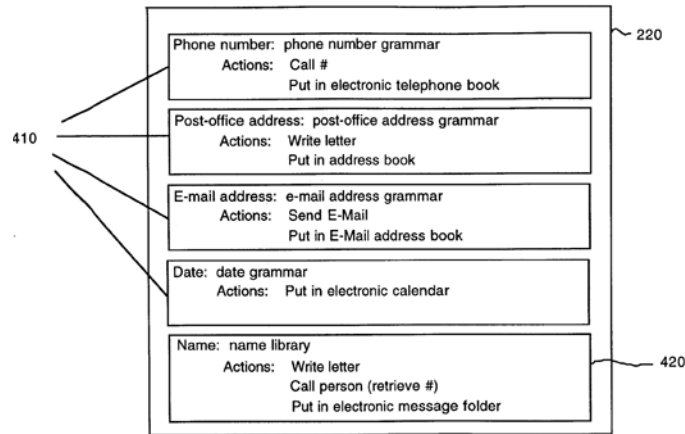 220
Phone number: phone number grammar
Actions: Call #
Put in electronic telephone book
Post-office address: post-office address grammar
410
Actions: Write letter
Put in address book
E-mail address: e-mail address grammar
Actions: Send E-Mail
Put in E-Mail address book
Date: date grammar
Actions: Put in electronic calendar
Name: name library
Actions: Write letter
420
Call person (retrieve #)
Put in electronic message folder